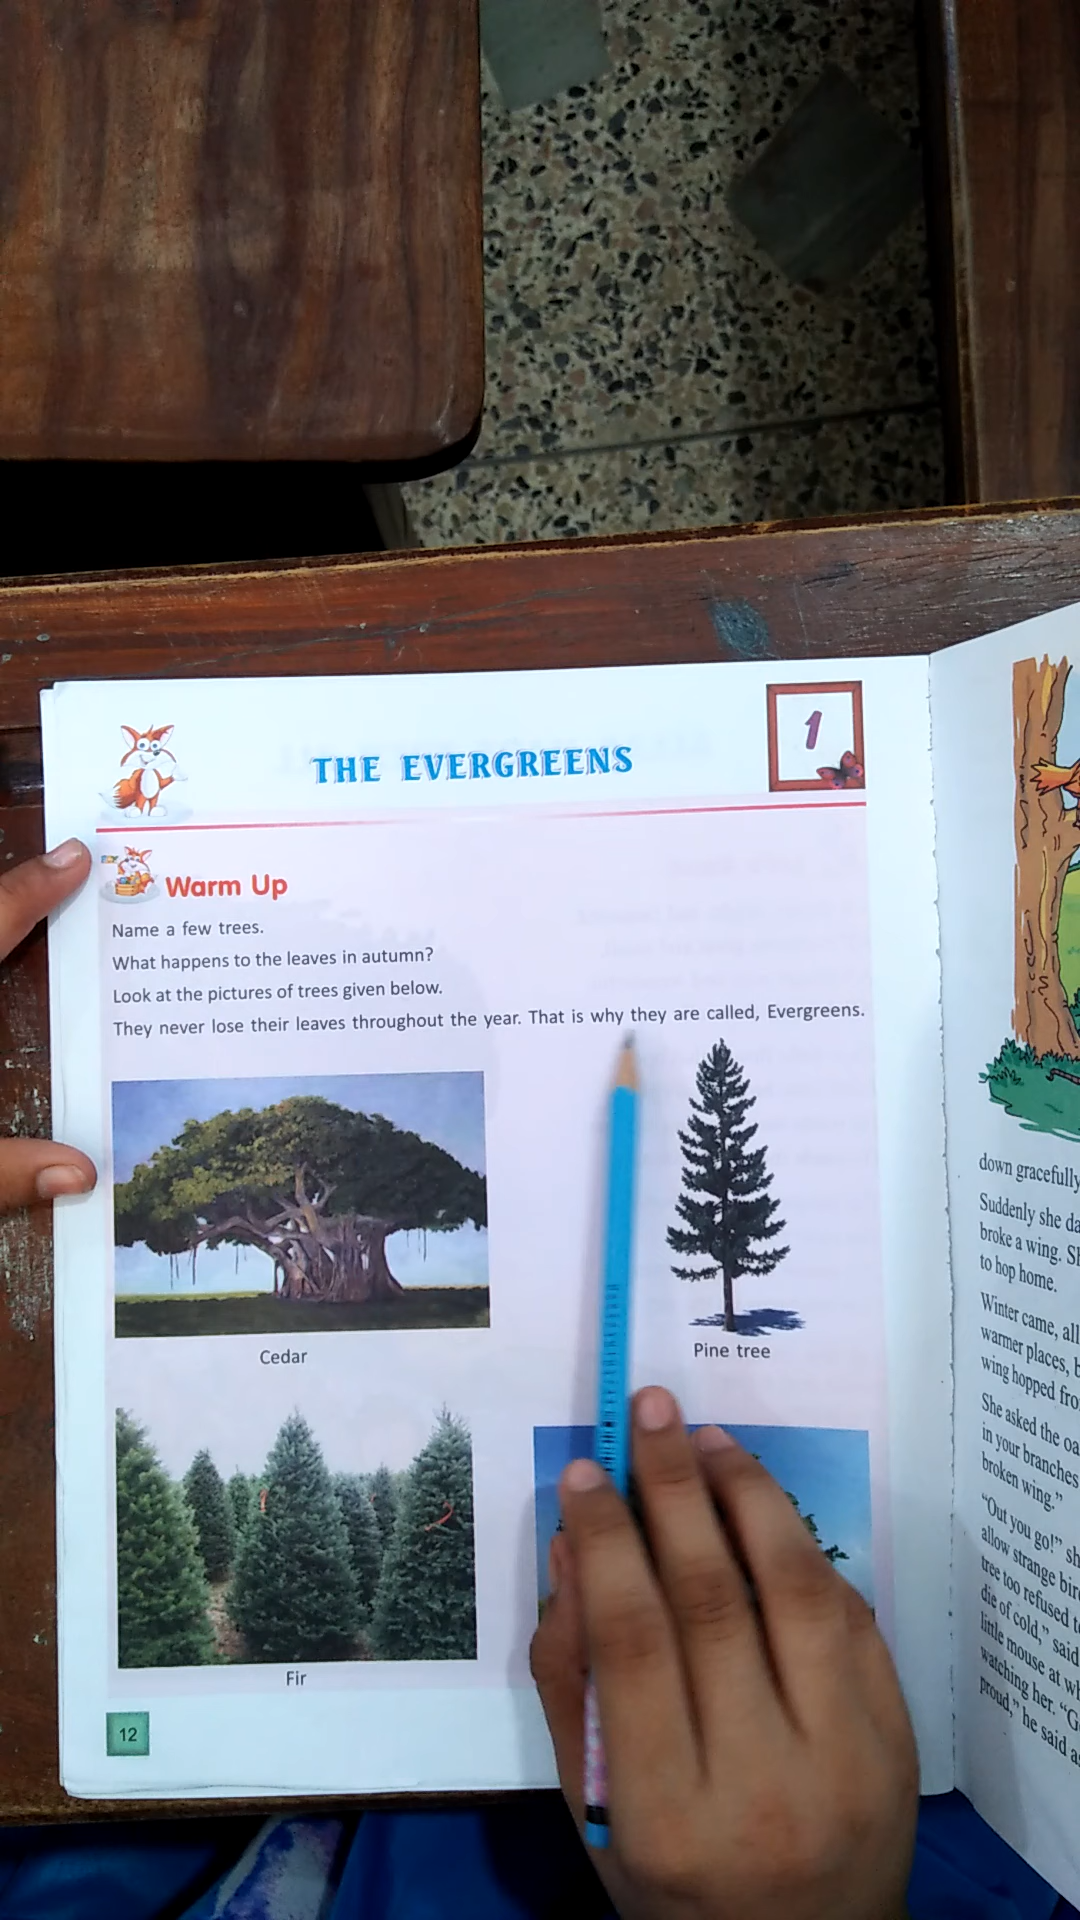 THE EVERGREENS
1
Warm Up
Name a few trees.
What happens to the leaves in autumn?
Look at the pictures of trees given below.
They never lose their leaves throughout the year. That is why they are called, Evergreens.
Cedar
Pine tree
Fir
12
down gracefully
Suddenly she
broke a wing.
to hop home.
Winter came, all
warmer places,
wing hopped
She asked the
in your branches
broken wing.”
“Out you go!”
allow strange
tree too refused
die of cold,” said
little mouse at
watching her.
proud,” he said